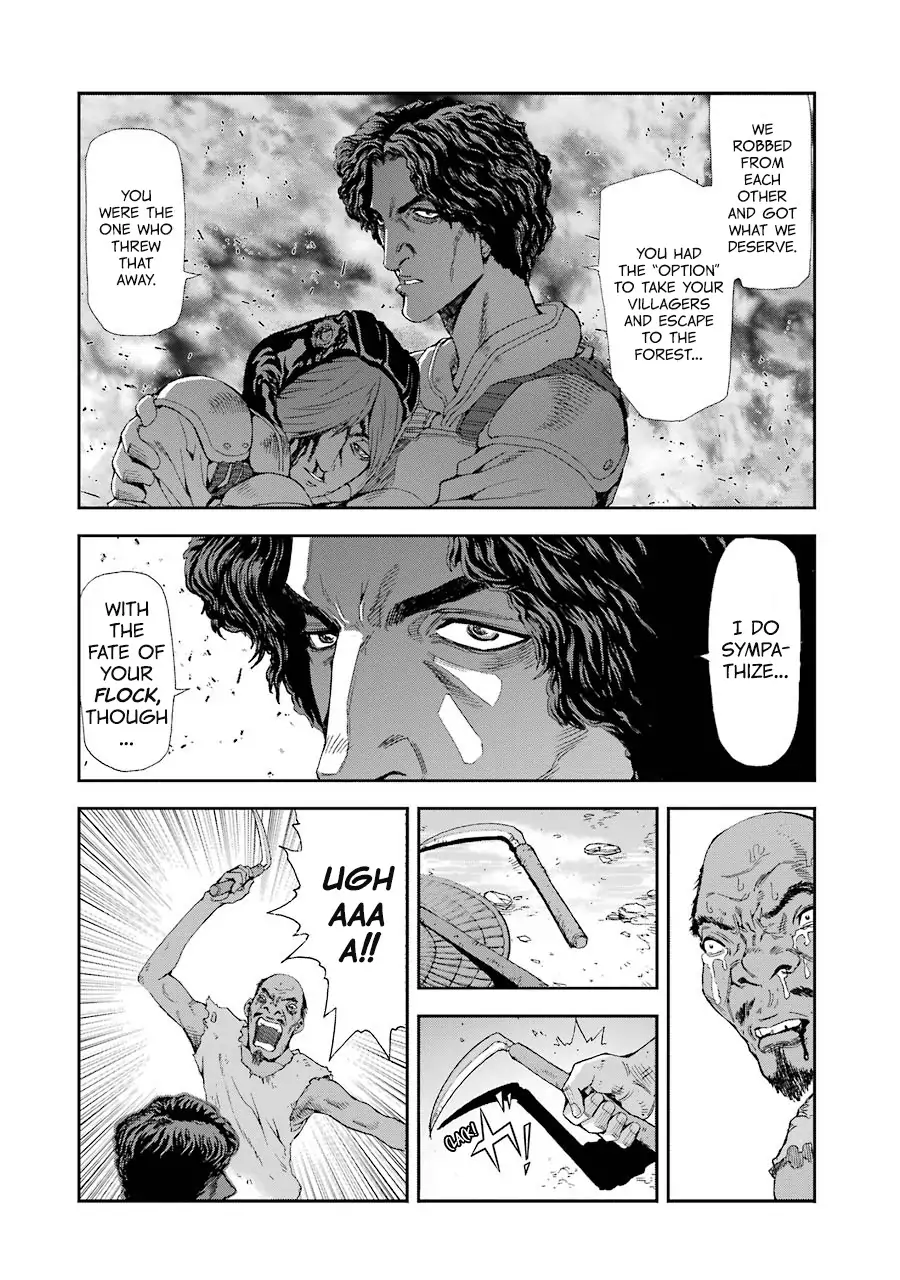 WE
ROBBED
FROM
EACH
OTHER
AND GOT
WHAT WE
DESERVE.
YOU HAD
THE "OPTION"
TO TAKE YOUR
VILLAGERS
AND ESCAPE
TO THE
FOREST...
YOU
WERE THE
ONE WHO
THREW
THAT
AWAY.
I DO
SYMPA-
THIZE...
WITH
THE
FATE OF
YOUR
FLOCK,
THOUGH
...
CLACK!
ガ
UGH
AAA
A!!